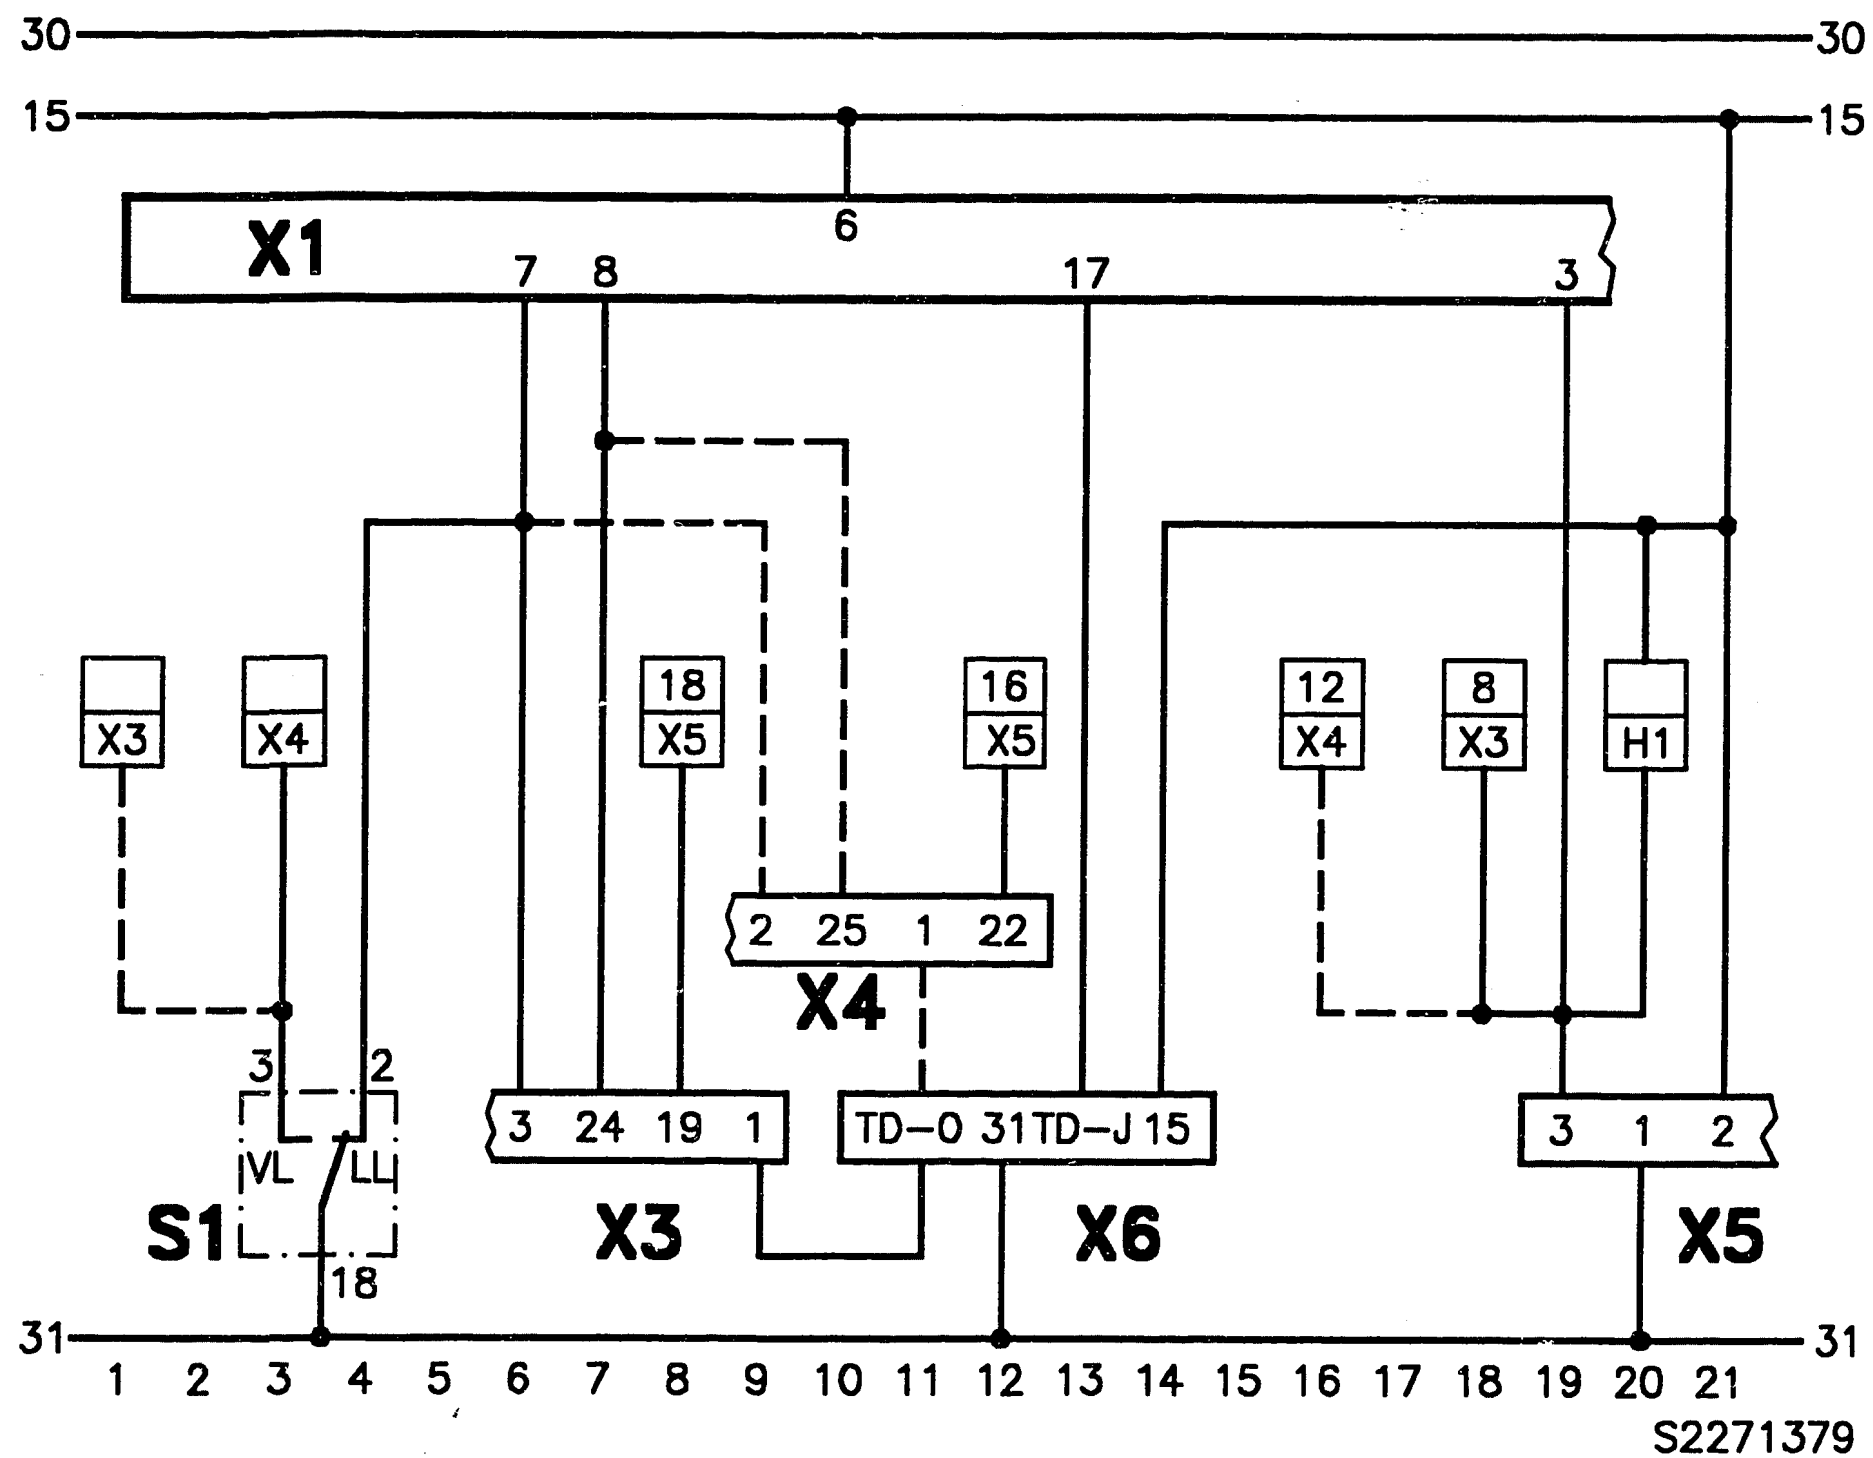 30 30
15 15
6
X1
7 8 17 3
18 16 12 8
X3 X4 X5 X5 X4 X3 H1
2 25 1 22
X4
3 2
3 24 19 1 TD-O 31 TD-J 15 3 1 2
VL LL
S1 X3 X6 X5
18
31 31
1 2 3 4 5 6 7 8 9 10 11 12 13 14 15 16 17 18 19 20 21
S2271379